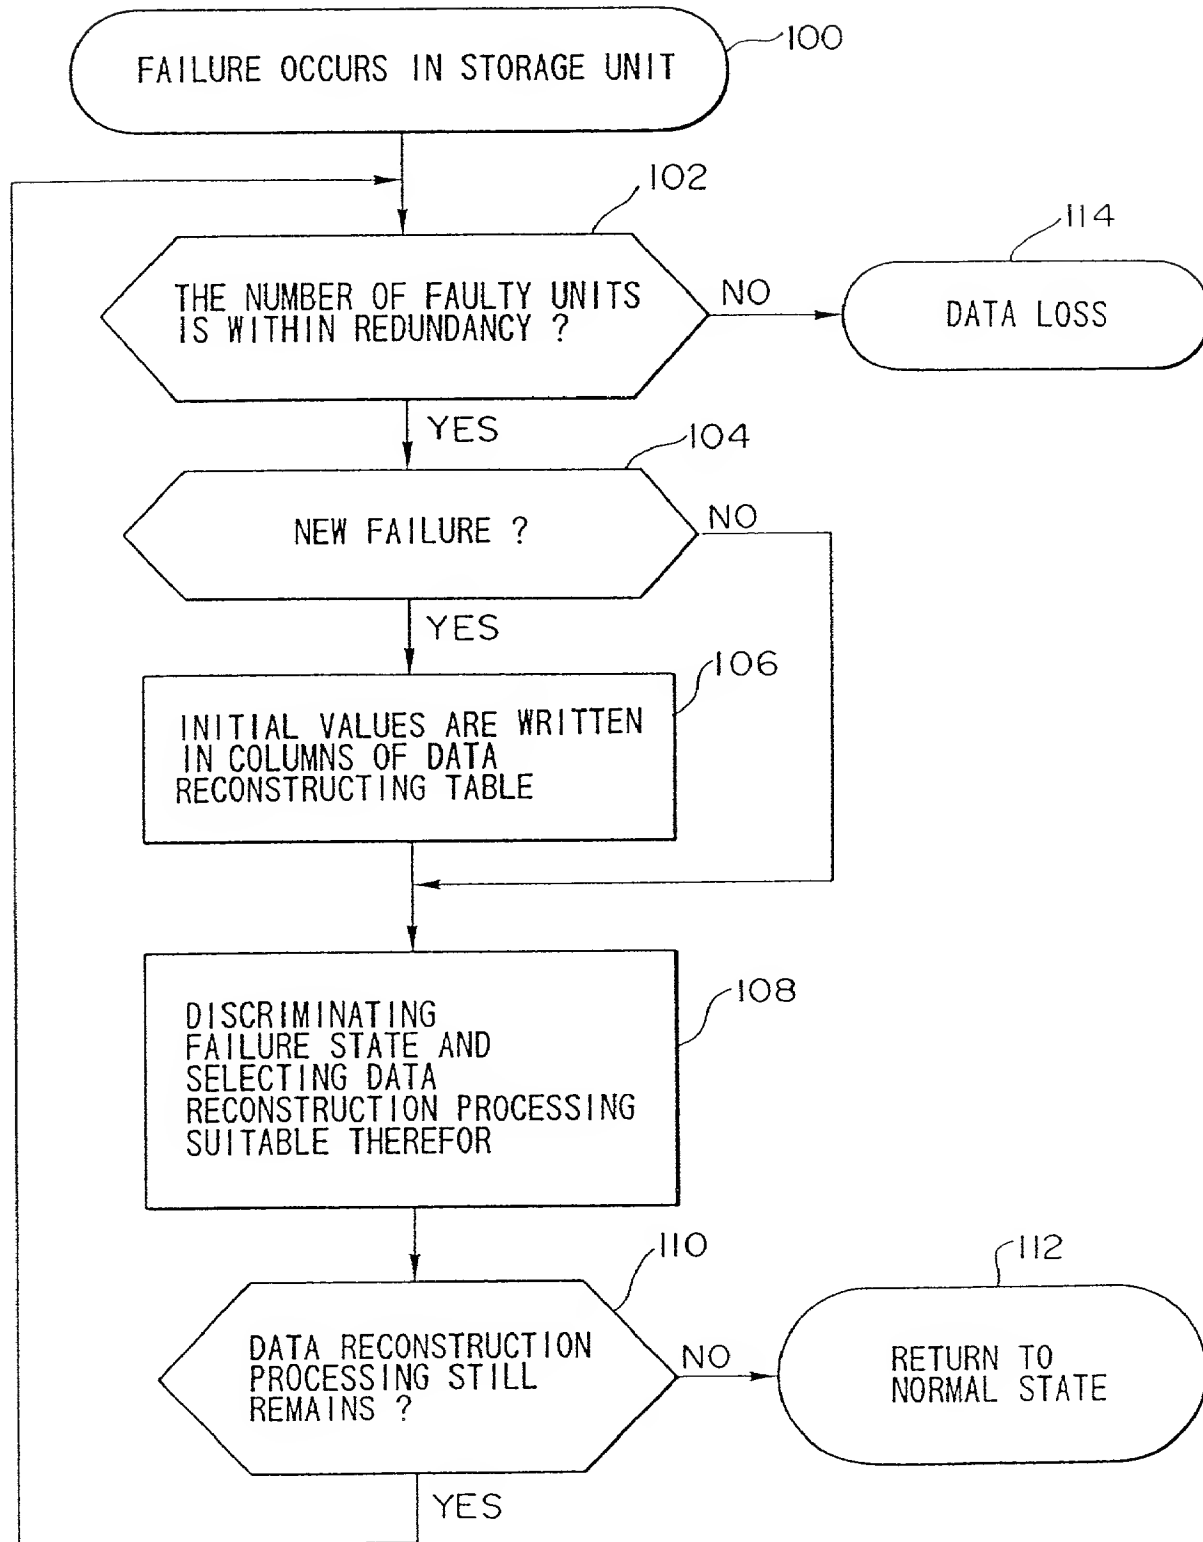 100
FAILURE OCCURS IN STORAGE UNIT
102
114
THE NUMBER OF FAULTY UNITS
IS WITHIN REDUNDANCY ?
NO
DATA LOSS
YES
104
NEW FAILURE ?
NO
YES
106
INITIAL VALUES ARE WRITTEN
IN COLUMNS OF DATA
RECONSTRUCTING TABLE
108
DISCRIMINATING
FAILURE STATE AND
SELECTING DATA
RECONSTRUCTION PROCESSING
SUITABLE THEREFOR
110
112
DATA RECONSTRUCTION
PROCESSING STILL
REMAINS ?
NO
RETURN TO
NORMAL STATE
YES